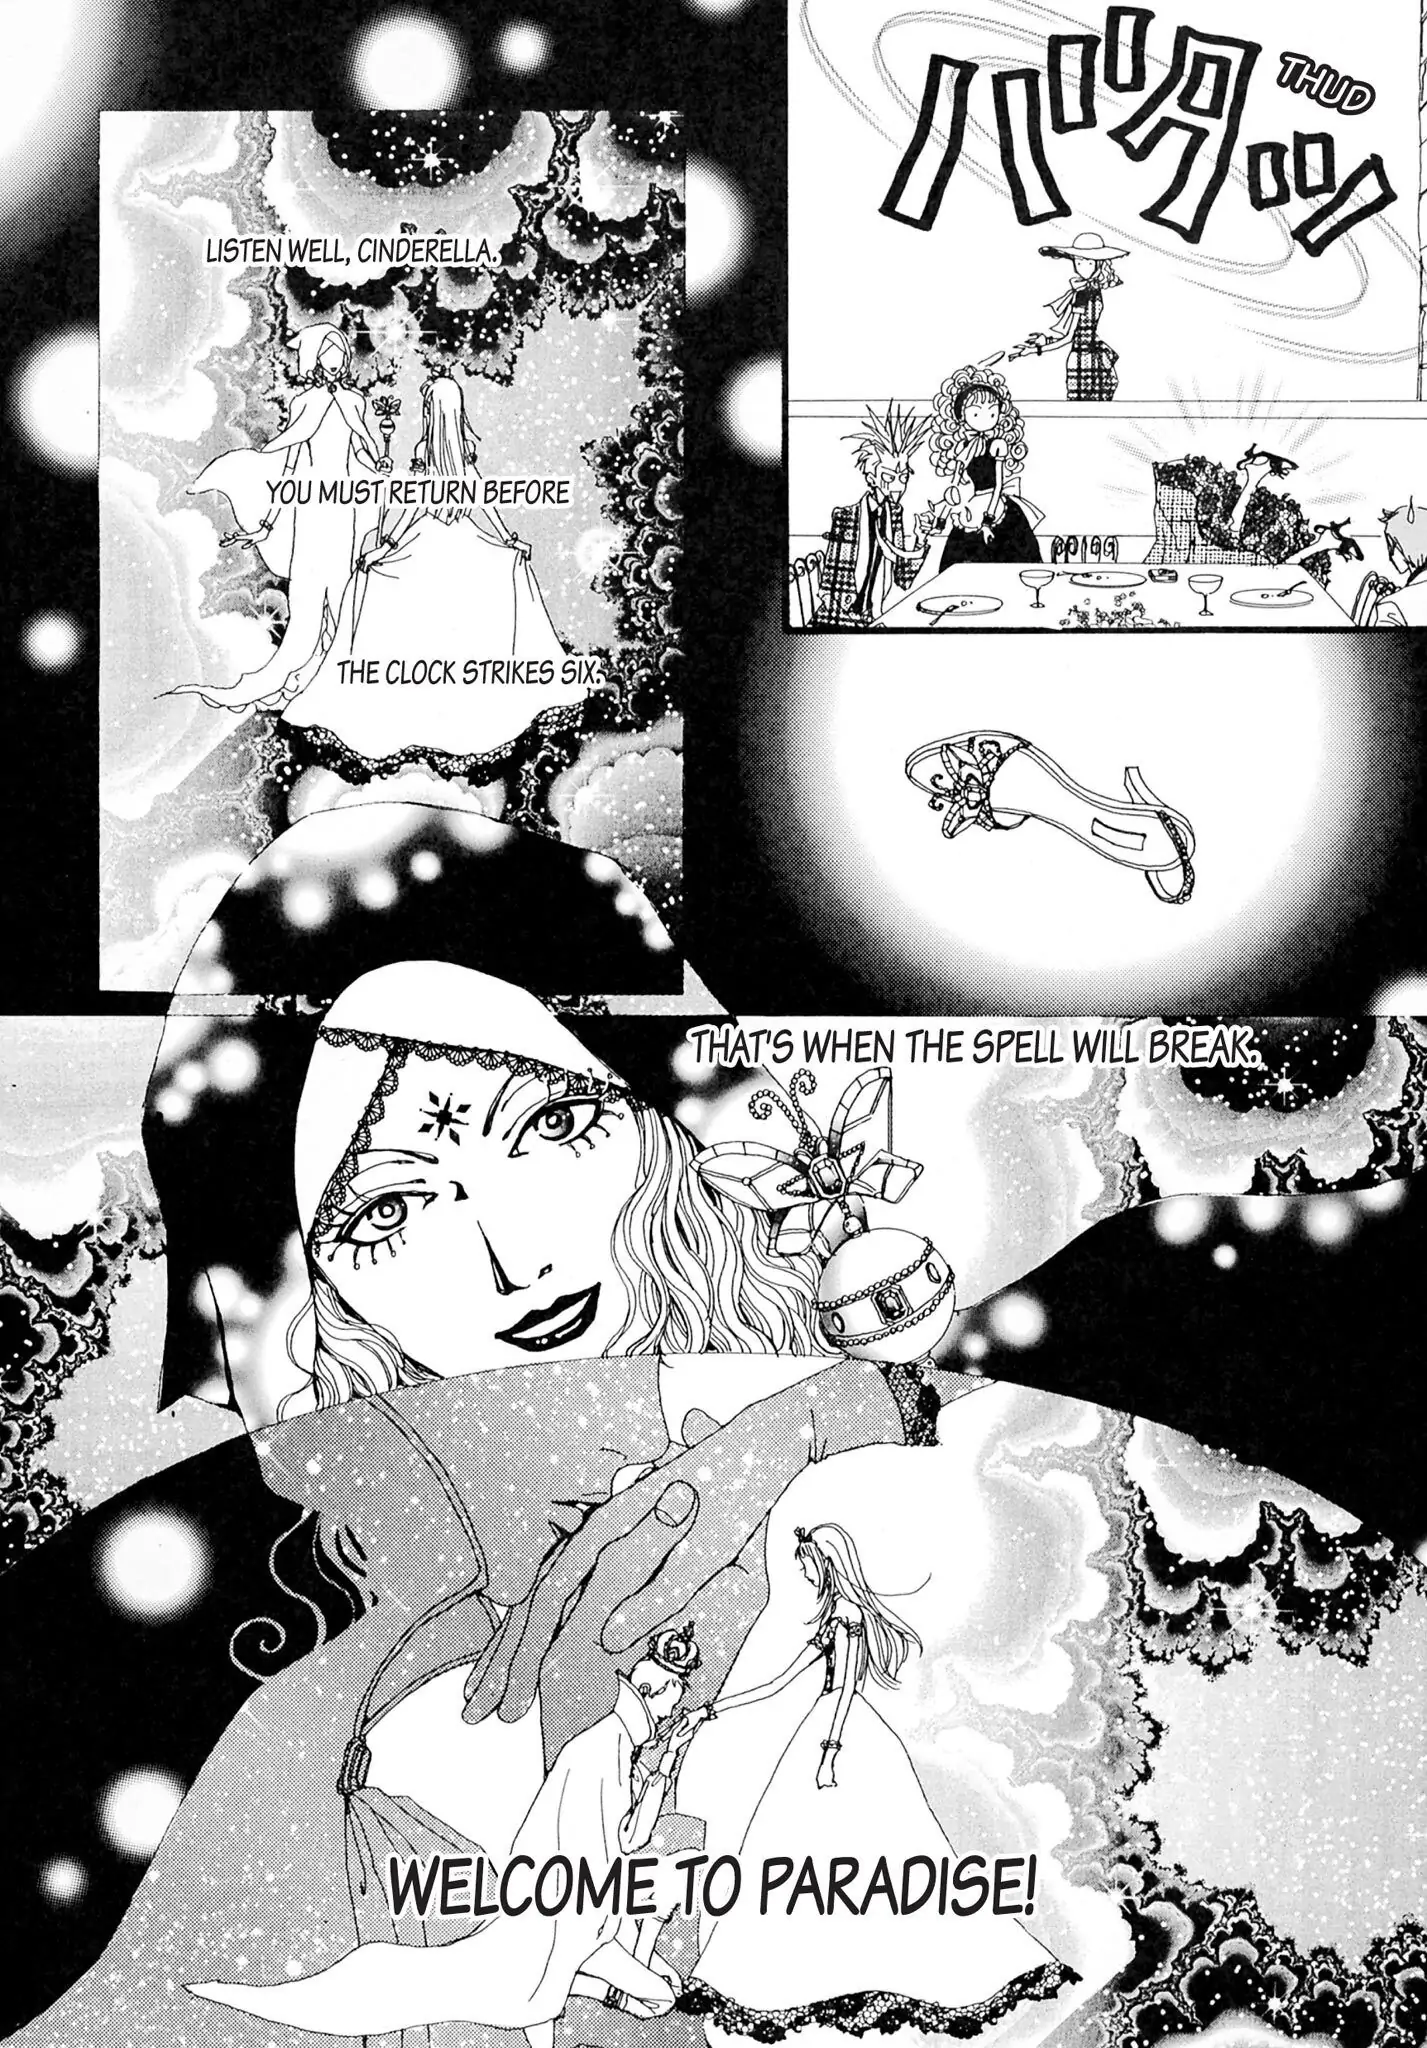 バタッ
THUD
LISTEN WELL, CINDERELLA.
YOU MUST RETURN BEFORE
THE CLOCK STRIKES SIX.
THAT'S WHEN THE SPELL WILL BREAK.
WELCOME TO PARADISE!